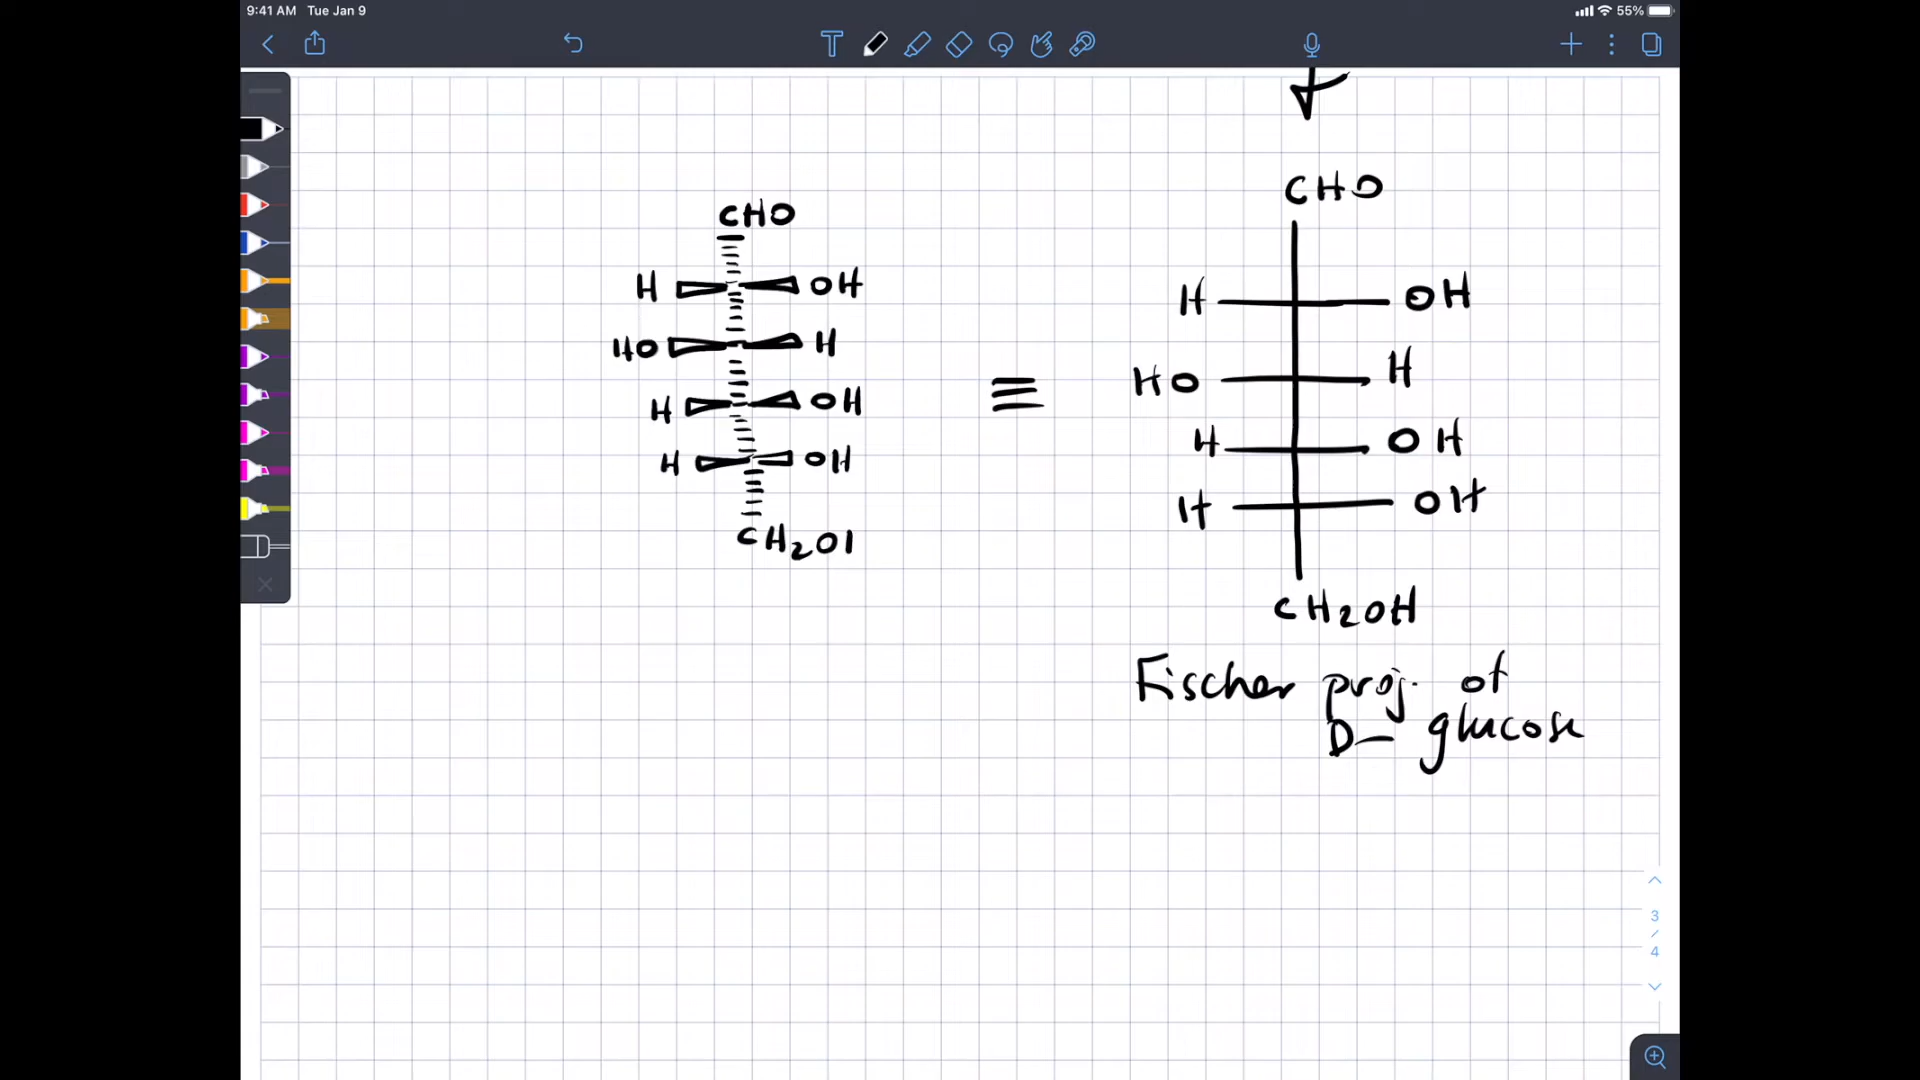 9:41 AM Tue Jan 9
55%
CHO
H OH
HO H
H OH
H OH
CH2OI
≡
CHO
H OH
HO H
H OH
H OH
CH2OH
Fischer proj. of
D- glucose
3
/
4